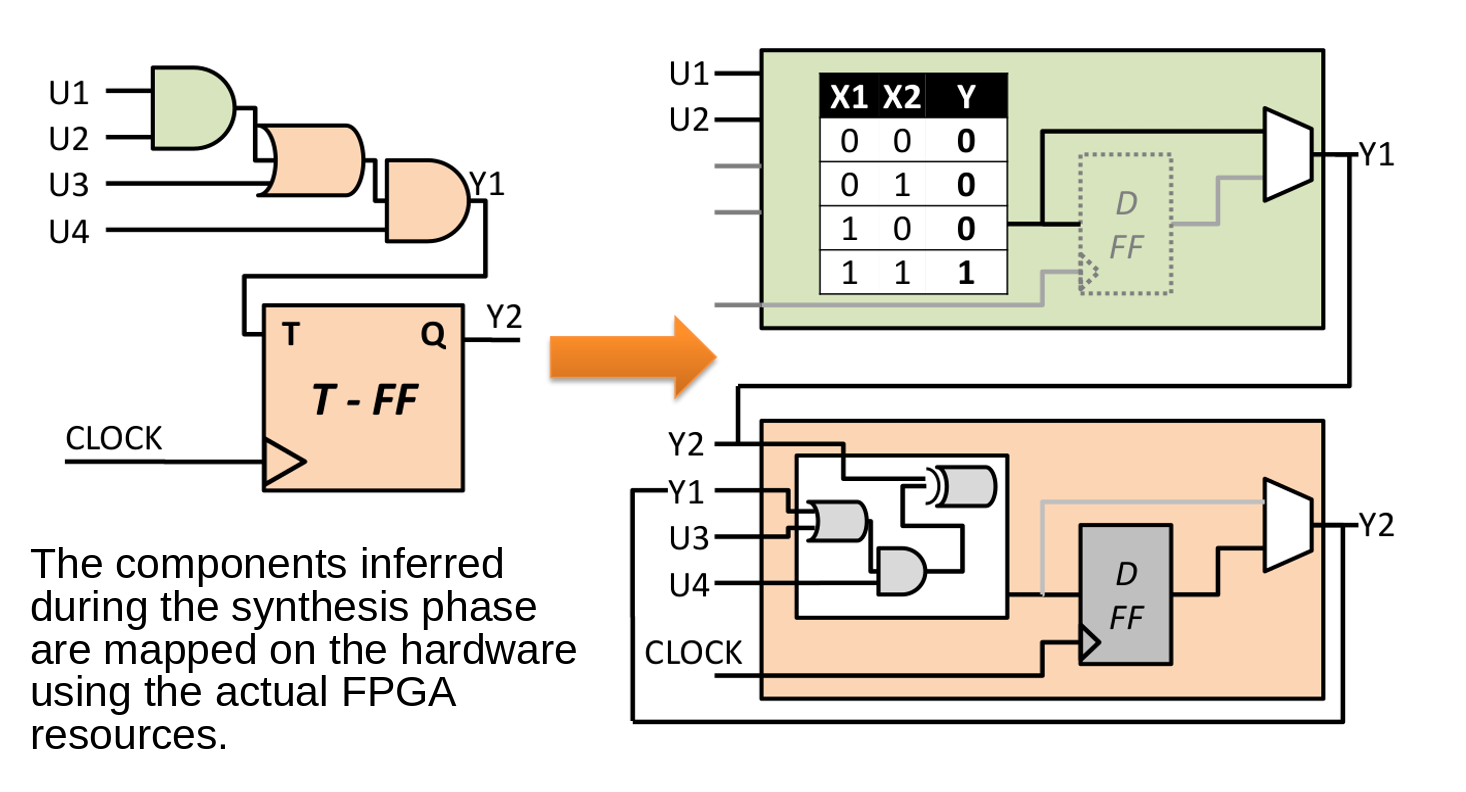 U1
U2
U3
U4
Y1
T Q
Y2
T - FF
CLOCK
The components inferred
during the synthesis phase
are mapped on the hardware
using the actual FPGA
resources.
U1
U2
X1 X2 Y
0 0 0
0 1 0
1 0 0
1 1 1
D
FF
Y1
Y2
Y1
U3
U4
CLOCK
D
FF
Y2